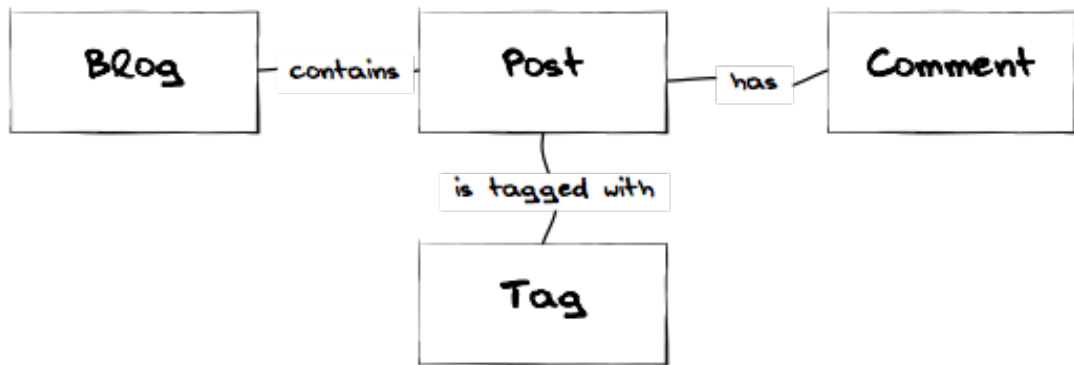 Blog
contains
Post
has
Comment
is tagged with
Tag